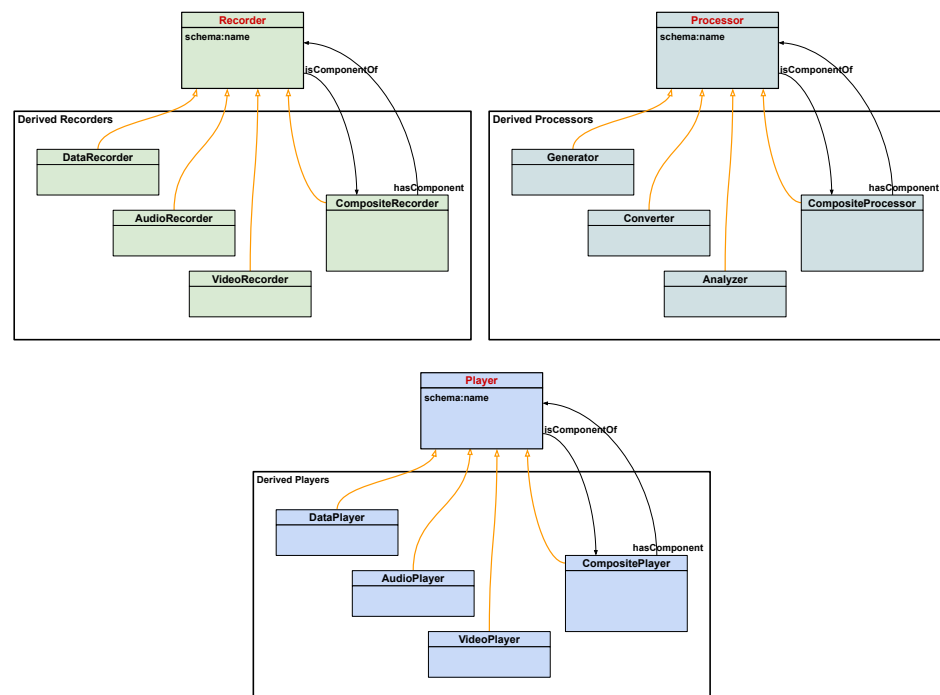 Recorder
schema:name
isComponentOf
Derived Recorders
DataRecorder
hasComponent
CompositeRecorder
AudioRecorder
VideoRecorder
Processor
schema:name
isComponentOf
Derived Processors
Generator
hasComponent
CompositeProcessor
Converter
Analyzer
Player
schema:name
isComponentOf
Derived Players
DataPlayer
hasComponent
CompositePlayer
AudioPlayer
VideoPlayer